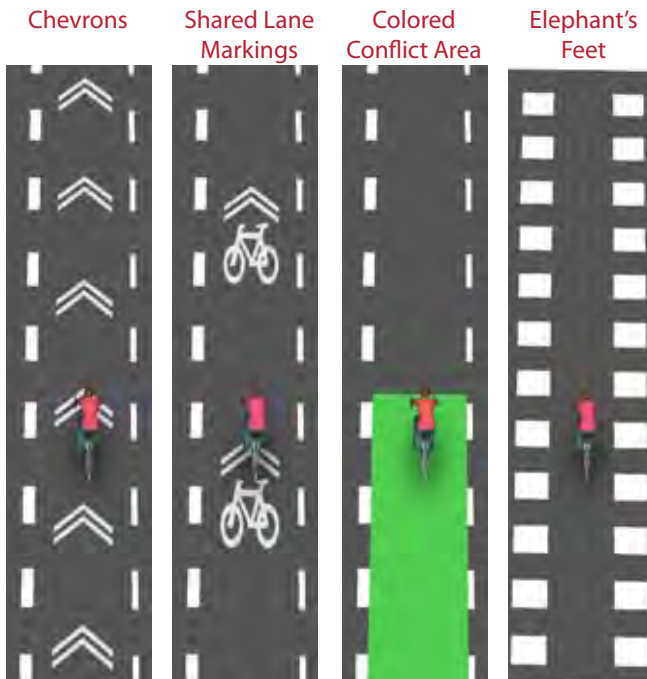 Chevrons
Shared Lane
Markings
Colored
Conflict Area
Elephant's
Feet